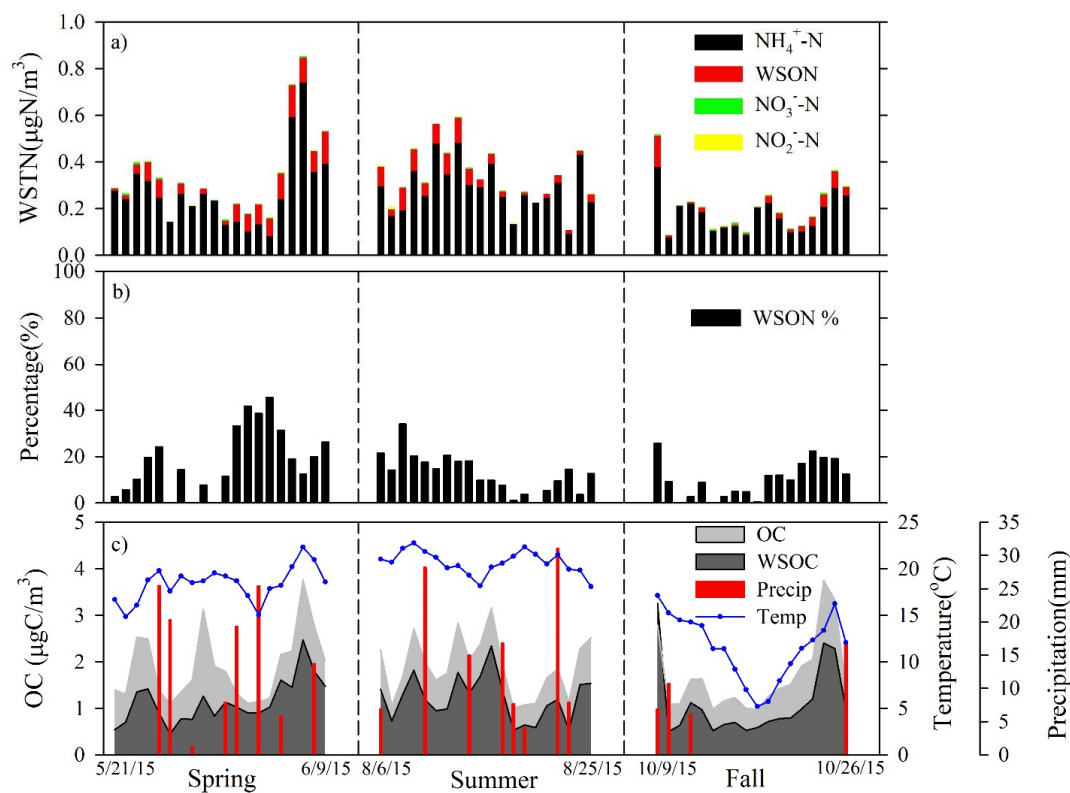 a)
WSTN(μgN/m³)
1.0
0.8
0.6
0.4
0.2
0.0
NH₄⁺-N
WSON
NO₃⁻-N
NO₂⁻-N
b)
Percentage(%)
100
80
60
40
20
0
WSON %
c)
OC (μgC/m³)
5
4
3
2
1
0
OC
WSOC
Precip
Temp
25
20
15
10
5
0
Temperature(⁰C)
35
30
25
20
15
10
5
0
Precipitation(mm)
5/21/15 6/9/15 8/6/15 8/25/15 10/9/15 10/26/15
Spring Summer Fall